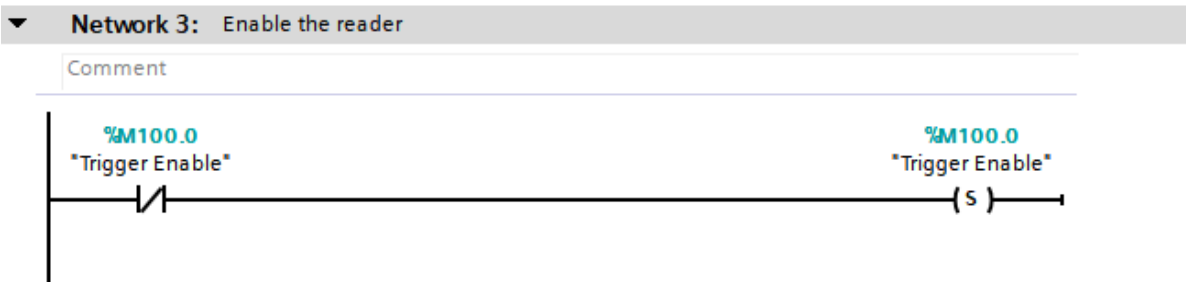 Network 3: Enable the reader
Comment
%M100.0 %M100.0
"Trigger Enable" "Trigger Enable"
S